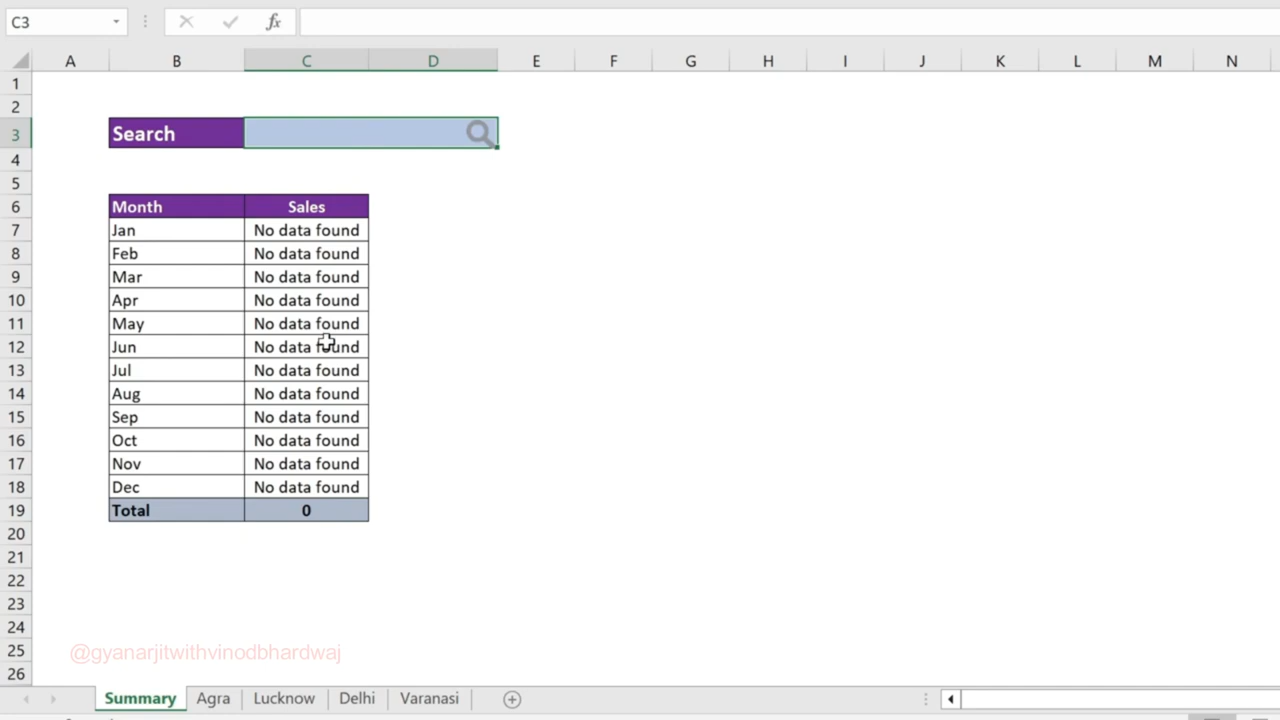 C3 fx
A B C D E F G H I J K L M N
1
2
3 Search
4
5
6 Month Sales
7 Jan No data found
8 Feb No data found
9 Mar No data found
10 Apr No data found
11 May No data found
12 Jun No data found
13 Jul No data found
14 Aug No data found
15 Sep No data found
16 Oct No data found
17 Nov No data found
18 Dec No data found
19 Total 0
20
21
22
23
24
25
@gyanarjitwithvinodbhardwaj
26
Summary Agra Lucknow Delhi Varanasi